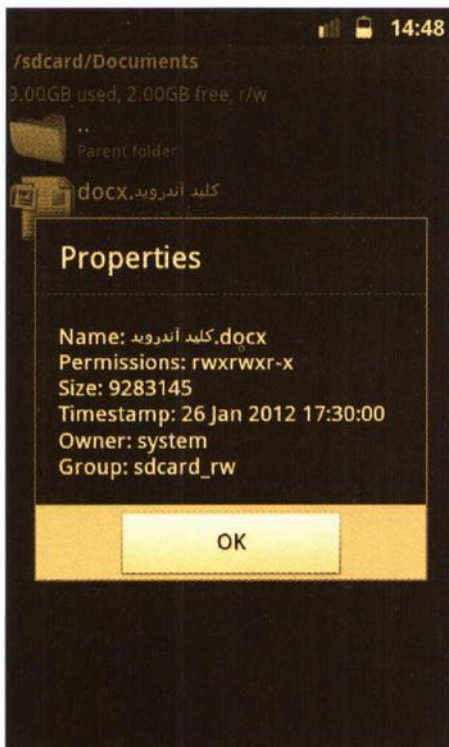 14:48
/sdcard/Documents
9.00GB used, 2.00GB free, r/w
..
Parent folder
کلید آندروید.docx
Properties
Name: کلید آندروید.docx
Permissions: rwxrwxr-x
Size: 9283145
Timestamp: 26 Jan 2012 17:30:00
Owner: system
Group: sdcard_rw
OK